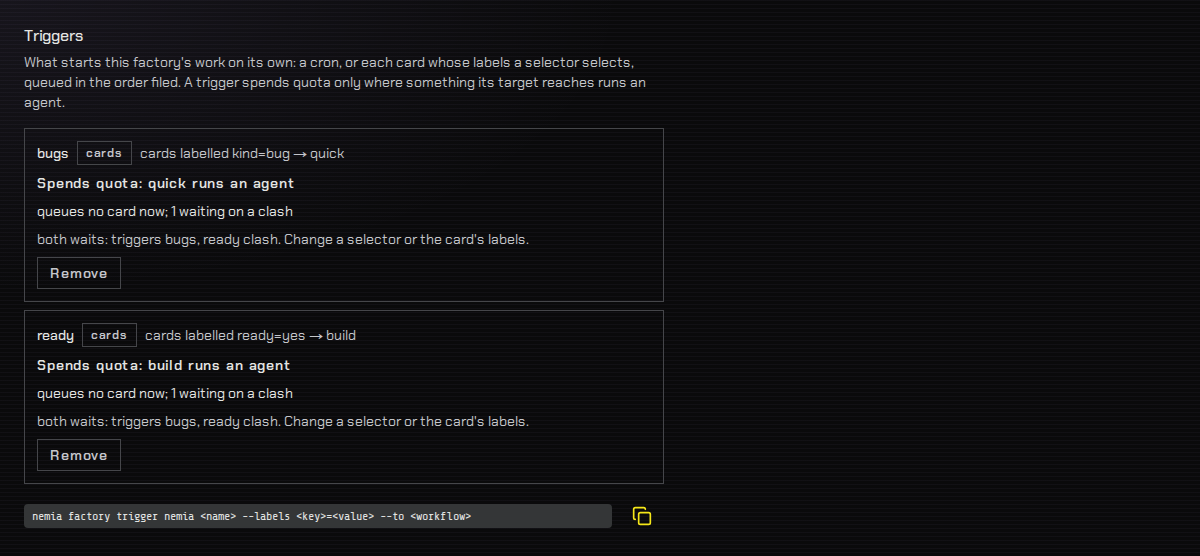 Triggers
What starts this factory's work on its own: a cron, or each card whose labels a selector selects,
queued in the order filed. A trigger spends quota only where something its target reaches runs an
agent.
bugs cards cards labelled kind=bug → quick
Spends quota: quick runs an agent
queues no card now; 1 waiting on a clash
both waits: triggers bugs, ready clash. Change a selector or the card's labels.
Remove
ready cards cards labelled ready=yes → build
Spends quota: build runs an agent
queues no card now; 1 waiting on a clash
both waits: triggers bugs, ready clash. Change a selector or the card's labels.
Remove
nemia factory trigger nemia <name> --labels <key>=<value> --to <workflow>